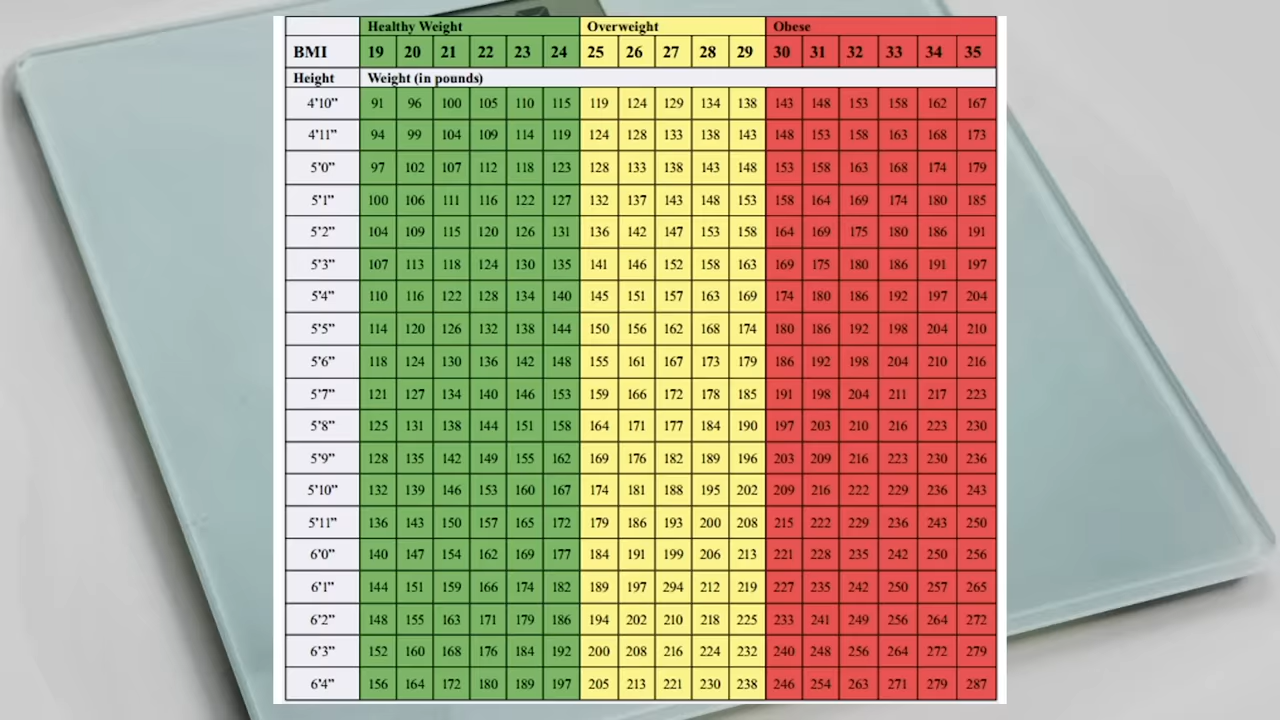 Healthy Weight Overweight Obese
BMI 19 20 21 22 23 24 25 26 27 28 29 30 31 32 33 34 35
Height Weight (in pounds)
4’10” 91 96 100 105 110 115 119 124 129 134 138 143 148 153 158 162 167
4’11” 94 99 104 109 114 119 124 128 133 138 143 148 153 158 163 168 173
5’0” 97 102 107 112 118 123 128 133 138 143 148 153 158 163 168 174 179
5’1” 100 106 111 116 122 127 132 137 143 148 153 158 164 169 174 180 185
5’2” 104 109 115 120 126 131 136 142 147 153 158 164 169 175 180 186 191
5’3” 107 113 118 124 130 135 141 146 152 158 163 169 175 180 186 191 197
5’4” 110 116 122 128 134 140 145 151 157 163 169 174 180 186 192 197 204
5’5” 114 120 126 132 138 144 150 156 162 168 174 180 186 192 198 204 210
5’6” 118 124 130 136 142 148 155 161 167 173 179 186 192 198 204 210 216
5’7” 121 127 134 140 146 153 159 166 172 178 185 191 198 204 211 217 223
5’8” 125 131 138 144 151 158 164 171 177 184 190 197 203 210 216 223 230
5’9” 128 135 142 149 155 162 169 176 182 189 196 203 209 216 223 230 236
5’10” 132 139 146 153 160 167 174 181 188 195 202 209 216 222 229 236 243
5’11” 136 143 150 157 165 172 179 186 193 200 208 215 222 229 236 243 250
6’0” 140 147 154 162 169 177 184 191 199 206 213 221 228 235 242 250 256
6’1” 144 151 159 166 174 182 189 197 294 212 219 227 235 242 250 257 265
6’2” 148 155 163 171 179 186 194 202 210 218 225 233 241 249 256 264 272
6’3” 152 160 168 176 184 192 200 208 216 224 232 240 248 256 264 272 279
6’4” 156 164 172 180 189 197 205 213 221 230 238 246 254 263 271 279 287